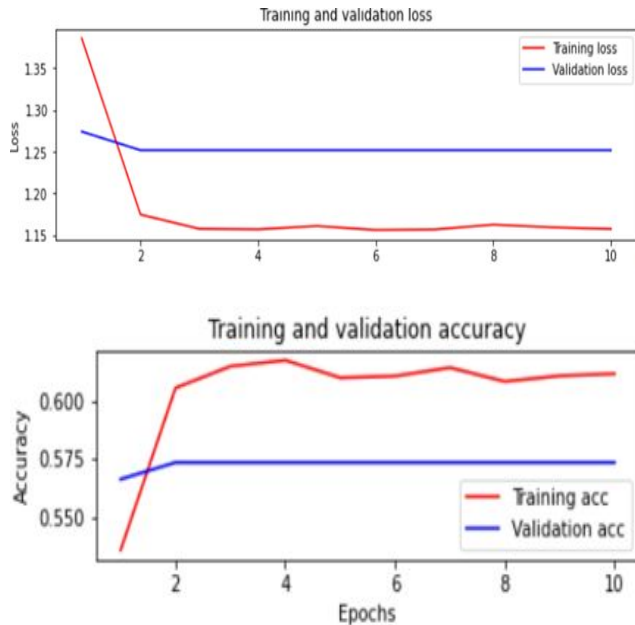 Training and validation loss
Training loss
Validation loss
1.35
1.30
1.25
1.20
1.15
Loss
2 4 6 8 10
Training and validation accuracy
0.600
0.575
0.550
Accuracy
Training acc
Validation acc
2 4 6 8 10
Epochs